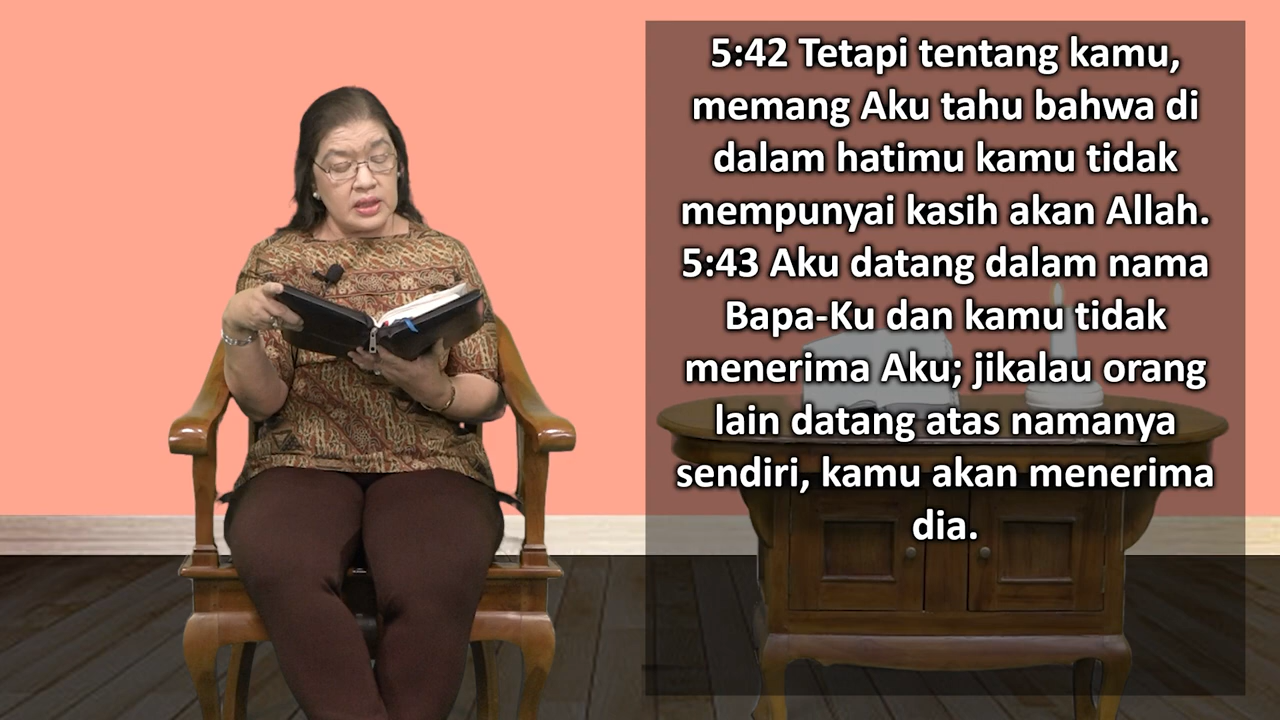 5:42 Tetapi tentang kamu,
memang Aku tahu bahwa di
dalam hatimu kamu tidak
mempunyai kasih akan Allah.
5:43 Aku datang dalam nama
Bapa-Ku dan kamu tidak
menerima Aku; jikalau orang
lain datang atas namanya
sendiri, kamu akan menerima
dia.